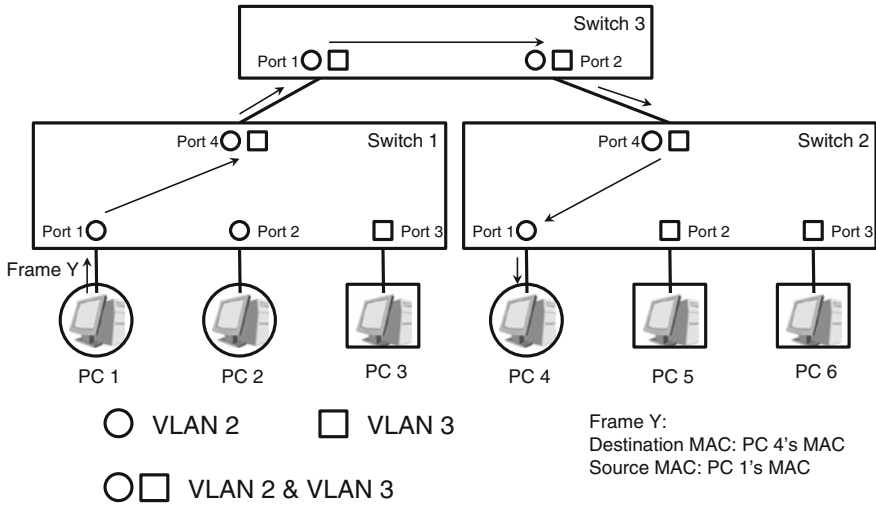 Switch 3
Port 1
Port 2
Switch 1
Switch 2
Port 4
Port 4
Port 1
Port 2
Port 3
Port 1
Port 2
Port 3
Frame Y
PC 1
PC 2
PC 3
PC 4
PC 5
PC 6
VLAN 2
VLAN 3
VLAN 2 & VLAN 3
Frame Y:
Destination MAC: PC 4's MAC
Source MAC: PC 1's MAC